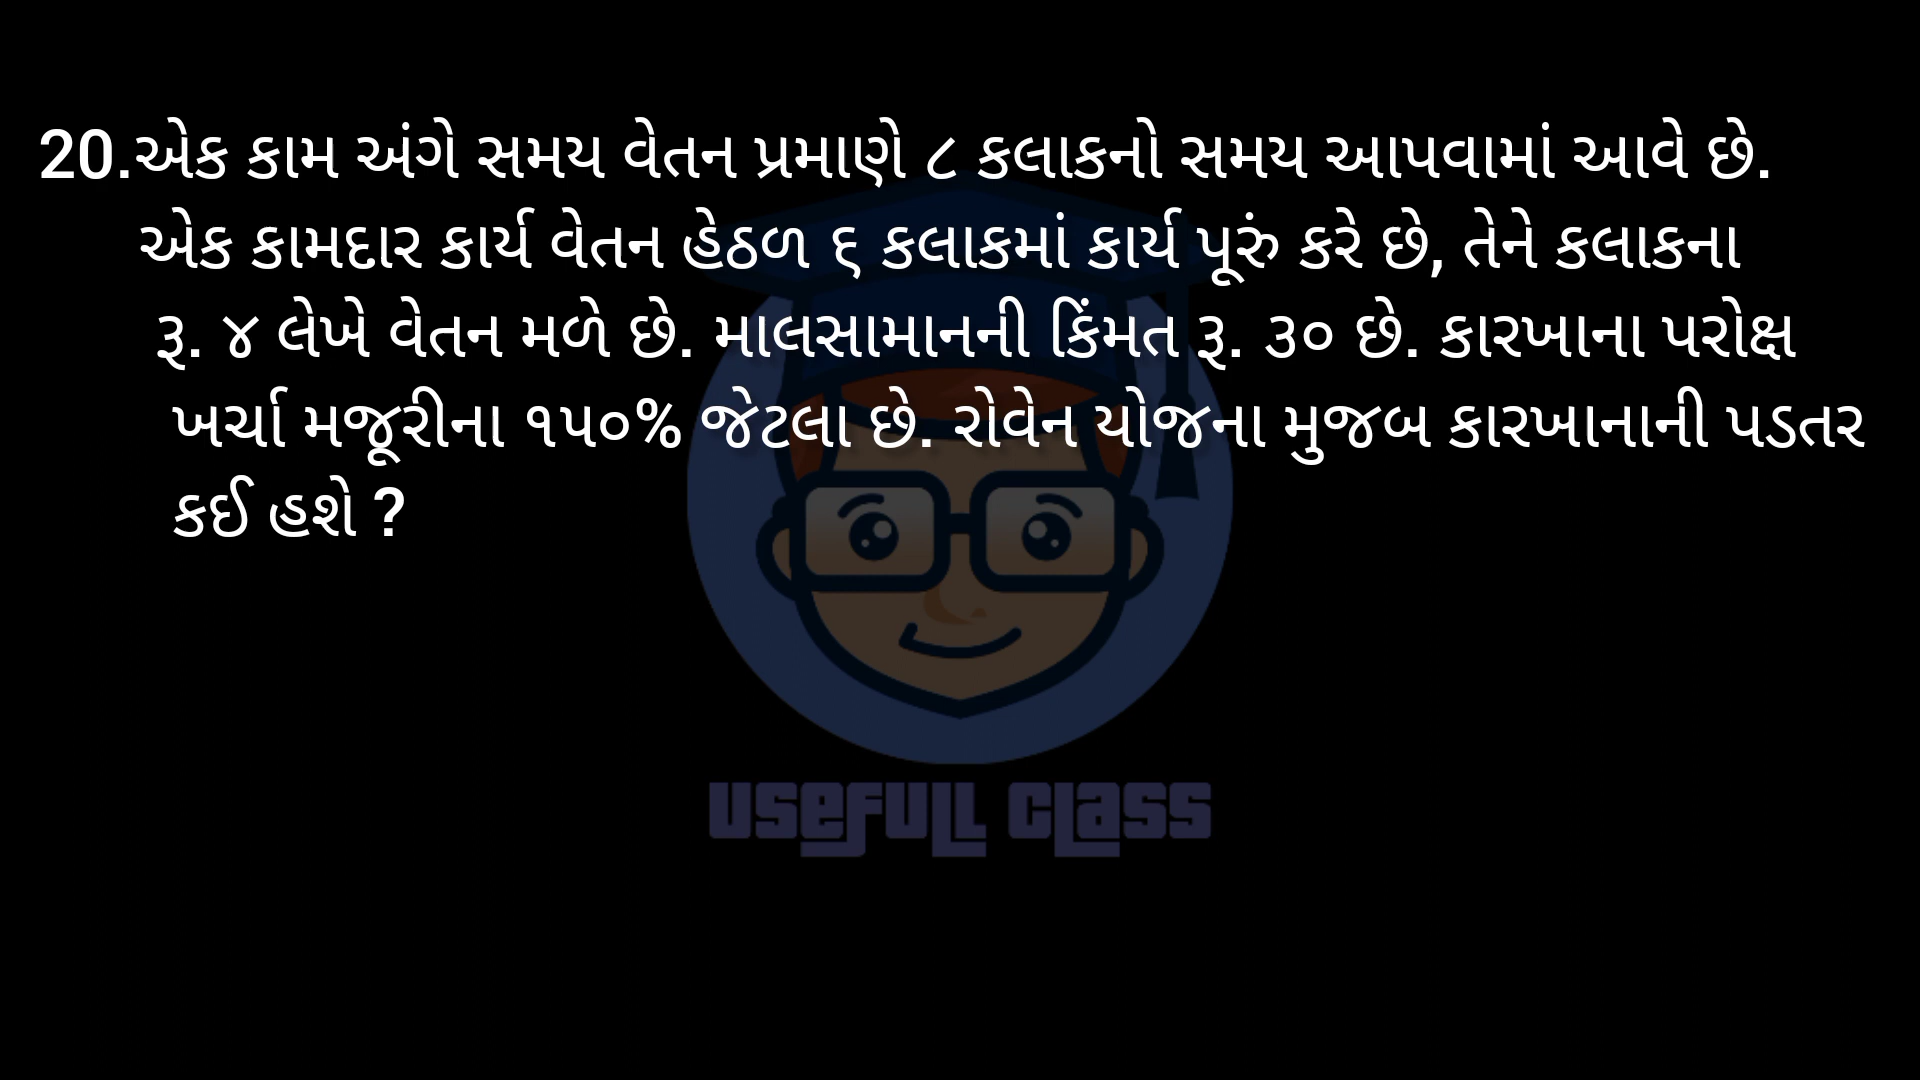 20.એક કામ અંગે સમય વેતન પ્રમાણે ૮ કલાકનો સમય આપવામાં આવે છે.
એક કામદાર કાર્ય વેતન હેઠળ ૬ કલાકમાં કાર્ય પૂરું કરે છે, તેને કલાકના
રૂ. ૪ લેખે વેતન મળે છે. માલસામાનની કિંમત રૂ. ૩૦ છે. કારખાના પરોક્ષ
ખર્ચા મજૂરીના ૧૫૦% જેટલા છે. રોવેન યોજના મુજબ કારખાનાની પડતર
કઈ હશે ?
USEFULL CLASS